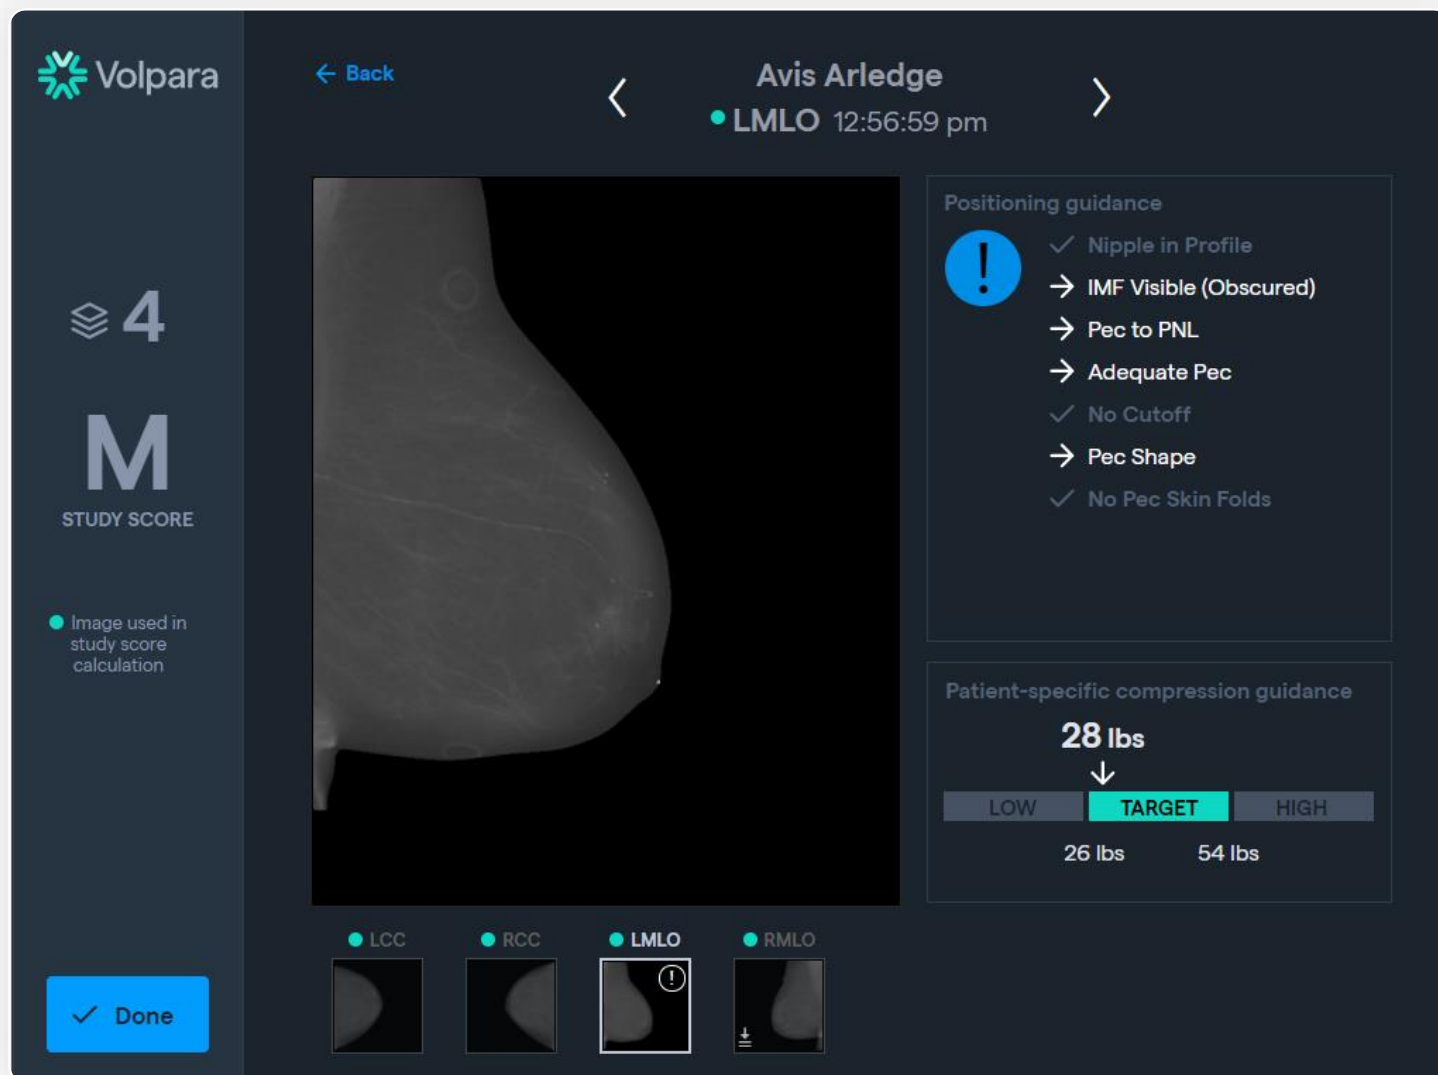 Volpara
Back
Avis Arledge
LMLO 12:56:59 pm
4
M
STUDY SCORE
Image used in
study score
calculation
Done
Positioning guidance
!
Nipple in Profile
IMF Visible (Obscured)
Pec to PNL
Adequate Pec
No Cutoff
Pec Shape
No Pec Skin Folds
Patient-specific compression guidance
28 lbs
LOW TARGET HIGH
26 lbs 54 lbs
LCC RCC LMLO RMLO
!